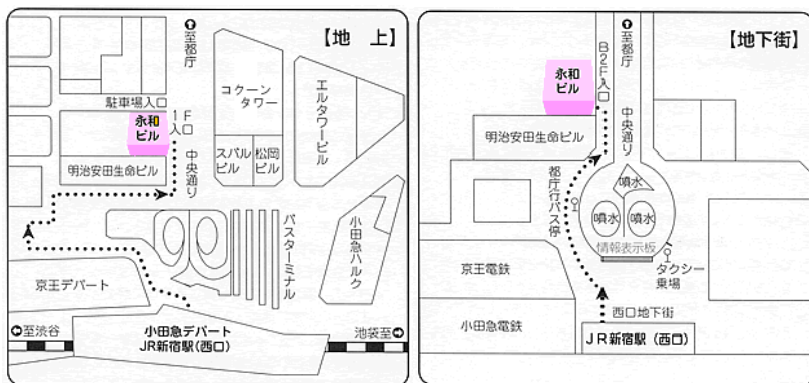 【地 上】
至都庁
コクーン
タワー
エルタワービル
駐車場入口
永和
ビル
1F
入口
中央通り
スバル
ビル
松岡
ビル
明治安田生命ビル
バスターミナル
小田急ハルク
京王デパート
至渋谷
小田急デパート
JR新宿駅(西口)
池袋至
【地下街】
至都庁
B2F入口
永和
ビル
中央通り
明治安田生命ビル
都庁行バス停
噴水
噴水
噴水
情報表示板
タクシー
乗場
京王電鉄
西口地下街
小田急電鉄
JR新宿駅(西口)